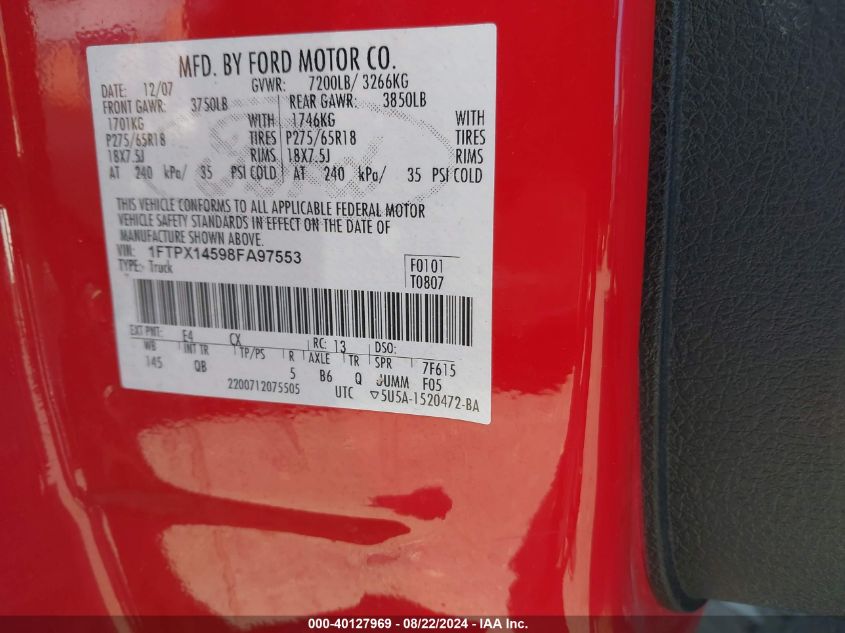 MFD. BY FORD MOTOR CO.
DATE: 12/07 GVWR: 7200LB/ 3266KG
FRONT GAWR: 3750LB REAR GAWR: 3850LB
1701KG WITH 1746KG WITH
P275/65R18 TIRES P275/65R18 TIRES
18X7.5J RIMS 18X7.5J RIMS
AT 240 kPa/ 35 PSI COLD AT 240 kPa/ 35 PSI COLD
THIS VEHICLE CONFORMS TO ALL APPLICABLE FEDERAL MOTOR
VEHICLE SAFETY STANDARDS IN EFFECT ON THE DATE OF
MANUFACTURE SHOWN ABOVE.
VIN: 1FTPX14598FA97553 F0101
TYPE: Truck T0807
EXT PNT: E4 CX RC: 13 DSO:
WB INT TR TP/PS R AXLE TR SPR 7F615
145 QB 5 B6 Q JUMM F05
2200712075505 UTC ▽5U5A-1520472-BA
000-40127969 - 08/22/2024 - IAA Inc.